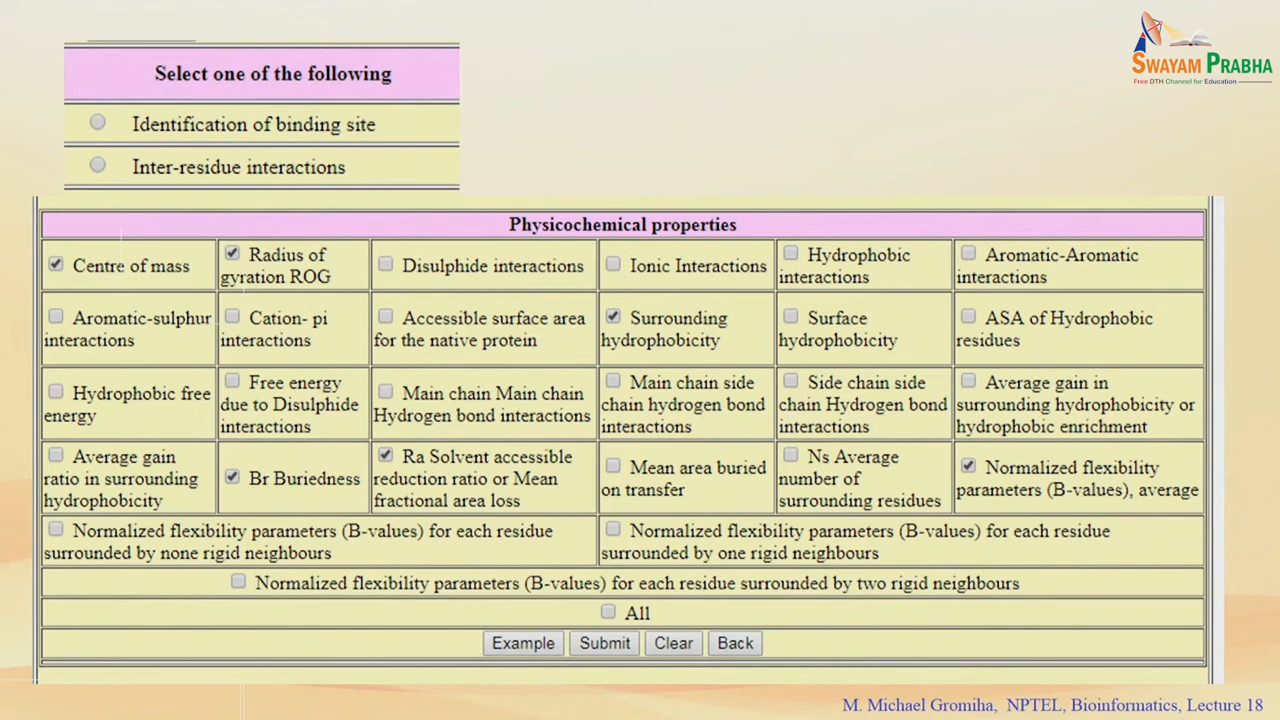 SWAYAM PRABHA
Free DTH Channel for Education
Select one of the following
Identification of binding site
Inter-residue interactions
Physicochemical properties
Centre of mass
Radius of
gyration ROG
Disulphide interactions
Ionic Interactions
Hydrophobic
interactions
Aromatic-Aromatic
interactions
Aromatic-sulphur
interactions
Cation- pi
interactions
Accessible surface area
for the native protein
Surrounding
hydrophobicity
Surface
hydrophobicity
ASA of Hydrophobic
residues
Hydrophobic free
energy
Free energy
due to Disulphide
interactions
Main chain Main chain
Hydrogen bond interactions
Main chain side
chain hydrogen bond
interactions
Side chain side
chain Hydrogen bond
interactions
Average gain in
surrounding hydrophobicity or
hydrophobic enrichment
Average gain
ratio in surrounding
hydrophobicity
Br Buriedness
Ra Solvent accessible
reduction ratio or Mean
fractional area loss
Mean area buried
on transfer
Ns Average
number of
surrounding residues
Normalized flexibility
parameters (B-values), average
Normalized flexibility parameters (B-values) for each residue
surrounded by none rigid neighbours
Normalized flexibility parameters (B-values) for each residue
surrounded by one rigid neighbours
Normalized flexibility parameters (B-values) for each residue surrounded by two rigid neighbours
All
Example Submit Clear Back
M. Michael Gromiha, NPTEL, Bioinformatics, Lecture 18